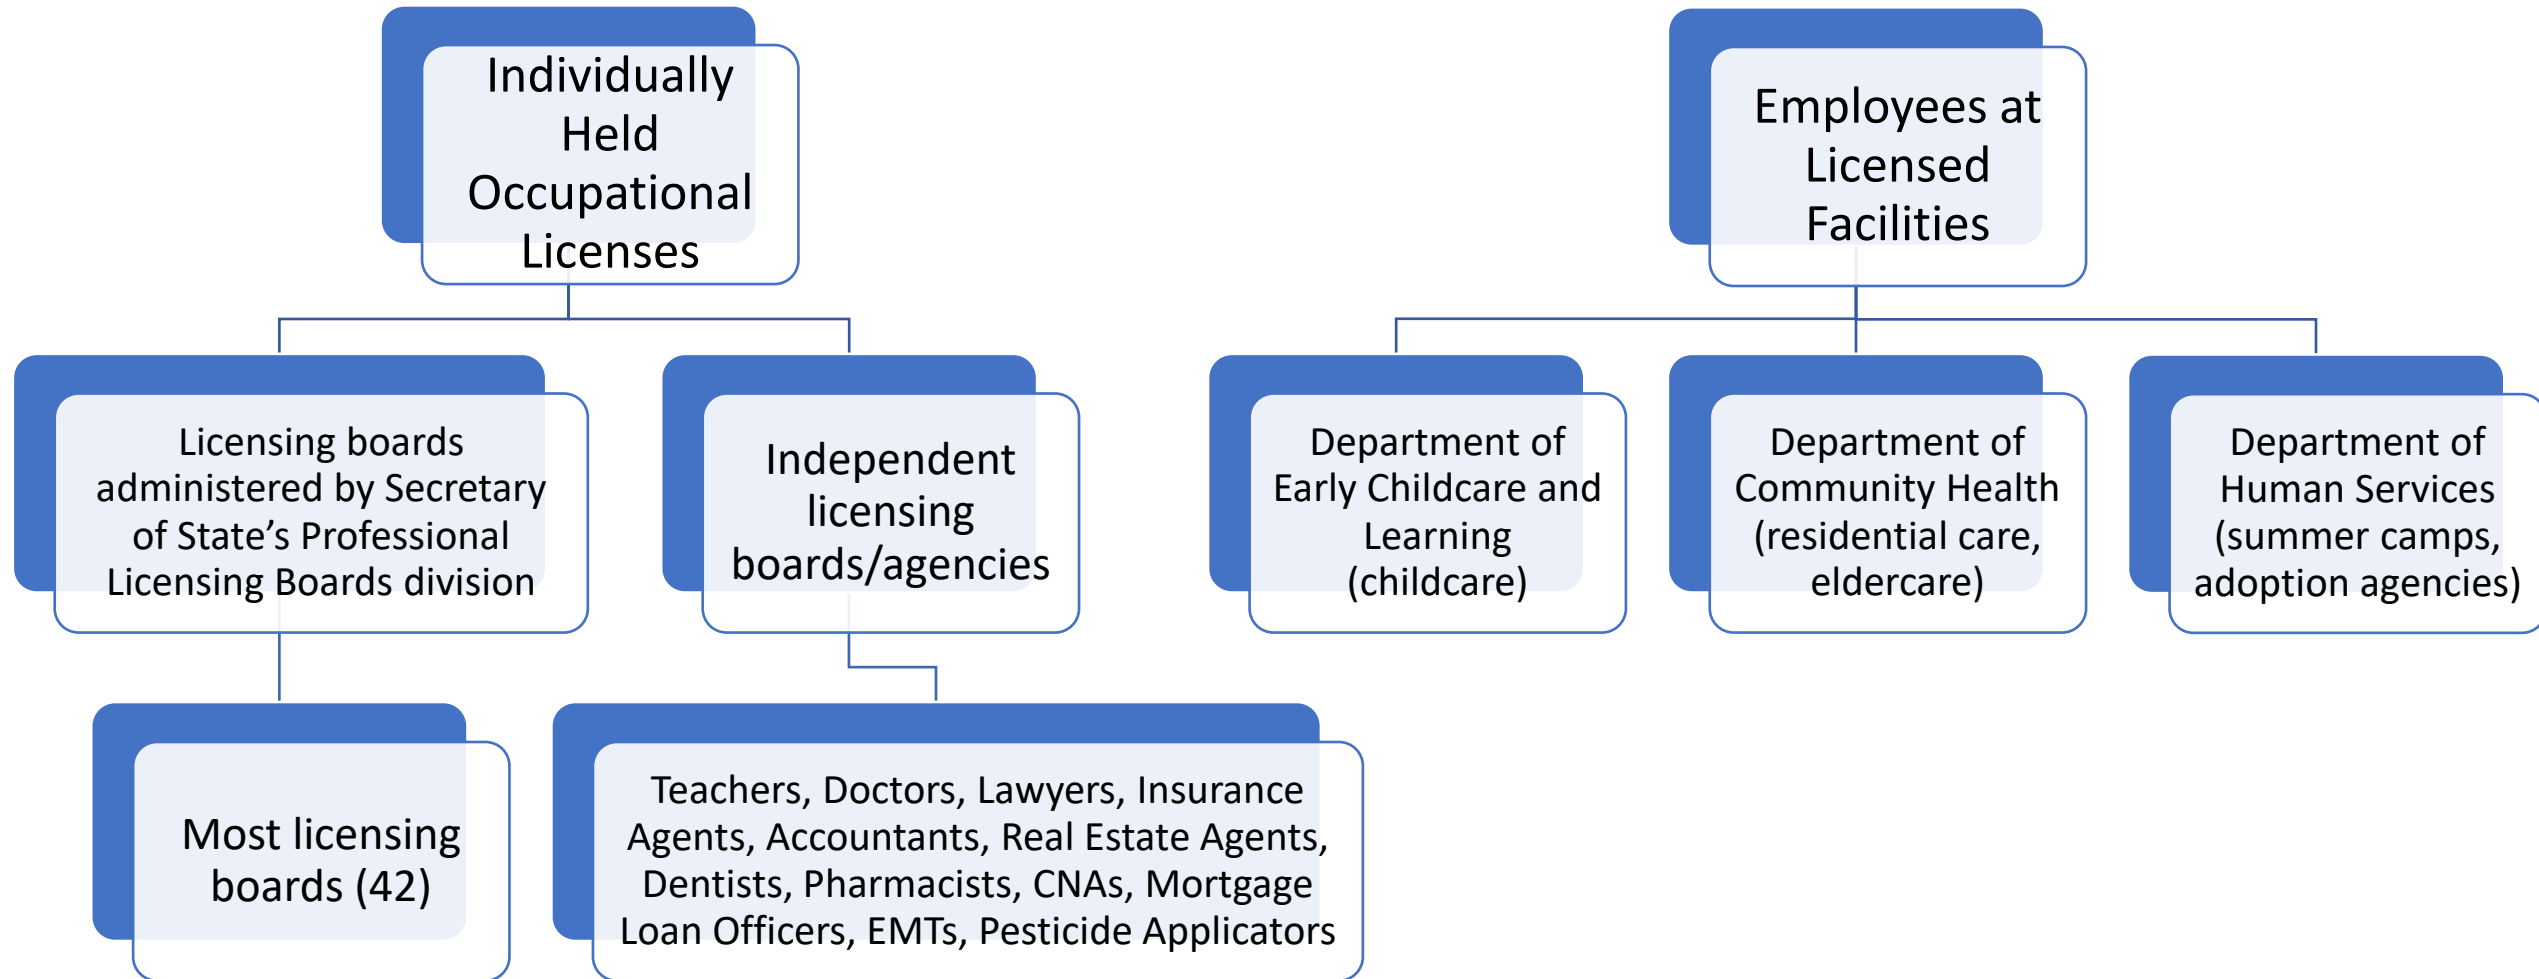 Individually
Held
Occupational
Licenses
Employees at
Licensed
Facilities
Licensing boards
administered by Secretary
of State’s Professional
Licensing Boards division
Independent
licensing
boards/agencies
Department of
Early Childcare and
Learning
(childcare)
Department of
Community Health
(residential care,
eldercare)
Department of
Human Services
(summer camps,
adoption agencies)
Most licensing
boards (42)
Teachers, Doctors, Lawyers, Insurance
Agents, Accountants, Real Estate Agents,
Dentists, Pharmacists, CNAs, Mortgage
Loan Officers, EMTs, Pesticide Applicators